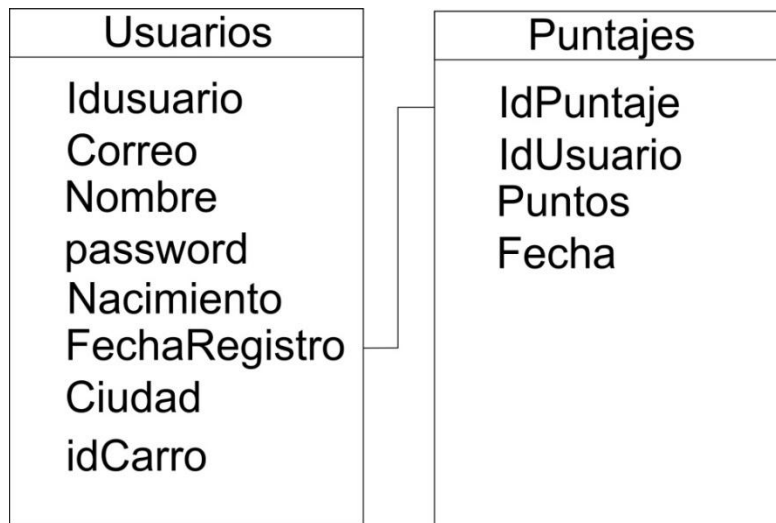 Usuarios
Idusuario
Correo
Nombre
password
Nacimiento
FechaRegistro
Ciudad
idCarro
Puntajes
IdPuntaje
IdUsuario
Puntos
Fecha